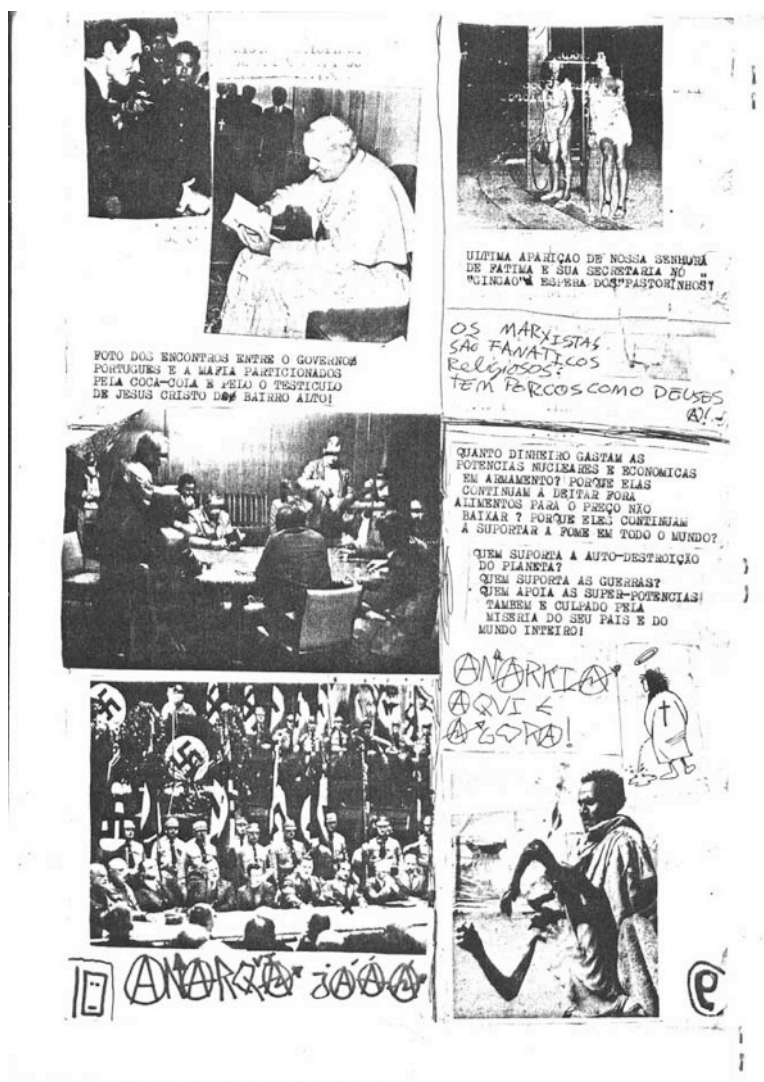 FOTO DOS ENCONTROS ENTRE O GOVERNO
PORTUGUES E A MAFIA PARTICIONADOS
PELA COCA-COLA E PELO O TESTICULO
DE JESUS CRISTO DO BAIRRO ALTO!
ANARQIA JÁÁÁ
10
ULTIMA APARIÇAO DE NOSSA SENHORA
DE FATIMA E SUA SECRETARIA NO
"GINGAO" Á ESPERA DOS "PASTORINHOS"!
OS MARXISTAS
SÃO FANATICOS
Religiosos:
TEM PORCOS COMO DEUSES
QUANTO DINHEIRO GASTAM AS
POTENCIAS NUCLEARES E ECONOMICAS
EM ARMAMENTO? PORQUE ELAS
CONTINUAM A DEITAR FORA
ALIMENTOS PARA O PREÇO NÃO
BAIXAR ? PORQUE ELES CONTINUAM
A SUPORTAR A FOME EM TODO O MUNDO?
QUEM SUPORTA A AUTO-DESTROIÇÃO
DO PLANETA?
QUEM SUPORTA AS GUERRAS?
QUEM APOIA AS SUPER-POTENCIAS!
TAMBEM E CULPADO PELA
MISERIA DO SEU PAIS E DO
MUNDO INTEIRO!
ANARKIA
AQUI E
AGORA!
9